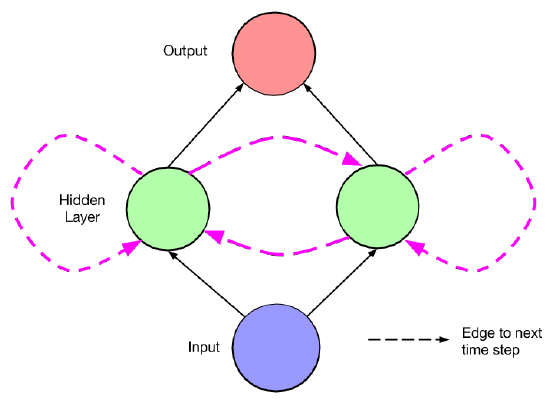 Output
Hidden
Layer
Input
Edge to next
time step